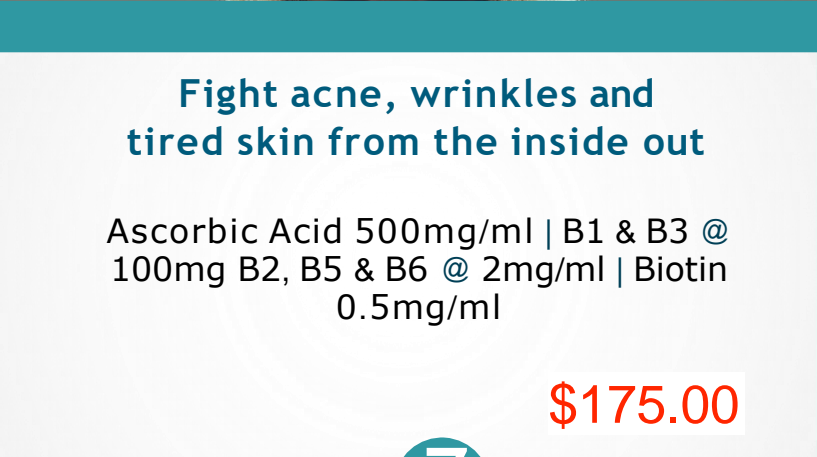 Fight acne, wrinkles and
tired skin from the inside out
Ascorbic Acid 500mg/ml | B1 & B3 @
100mg B2, B5 & B6 @ 2mg/ml | Biotin
0.5mg/ml
$175.00